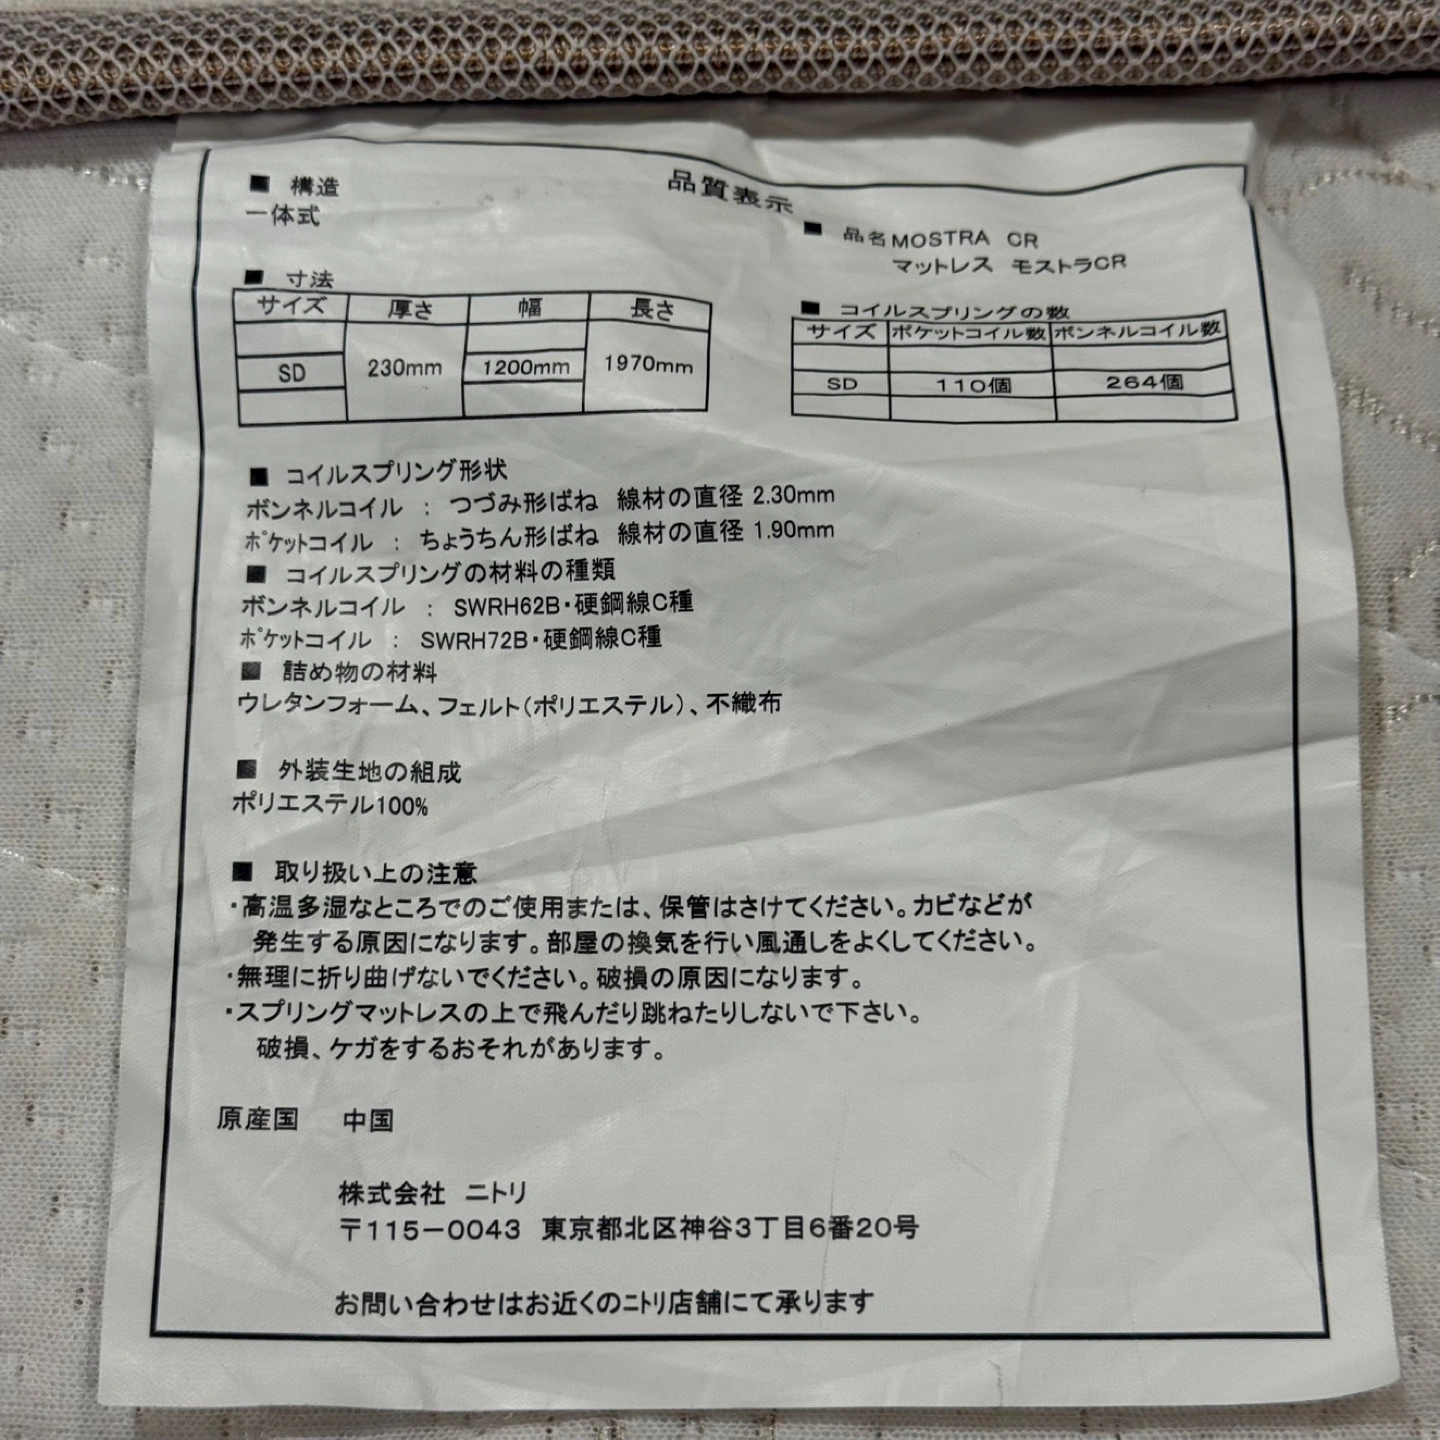 品質表示
■ 構造
一体式
■ 品名 MOSTRA CR
マットレス モストラCR
■ 寸法
サイズ 厚さ 幅 長さ
SD 230mm 1200mm 1970mm
■ コイルスプリングの数
サイズ ポケットコイル数 ボンネルコイル数
SD 110個 264個
■ コイルスプリング形状
ボンネルコイル : つづみ形ばね 線材の直径 2.30mm
ポケットコイル : ちょうちん形ばね 線材の直径 1.90mm
■ コイルスプリングの材料の種類
ボンネルコイル : SWRH62B・硬鋼線C種
ポケットコイル : SWRH72B・硬鋼線C種
■ 詰め物の材料
ウレタンフォーム、フェルト(ポリエステル)、不織布
■ 外装生地の組成
ポリエステル100%
■ 取り扱い上の注意
・高温多湿なところでのご使用または、保管はさけてください。カビなどが
発生する原因になります。部屋の換気を行い風通しをよくしてください。
・無理に折り曲げないでください。破損の原因になります。
・スプリングマットレスの上で飛んだり跳ねたりしないで下さい。
破損、ケガをするおそれがあります。
原産国 中国
株式会社 ニトリ
〒115-0043 東京都北区神谷3丁目6番20号
お問い合わせはお近くのニトリ店舗にて承ります